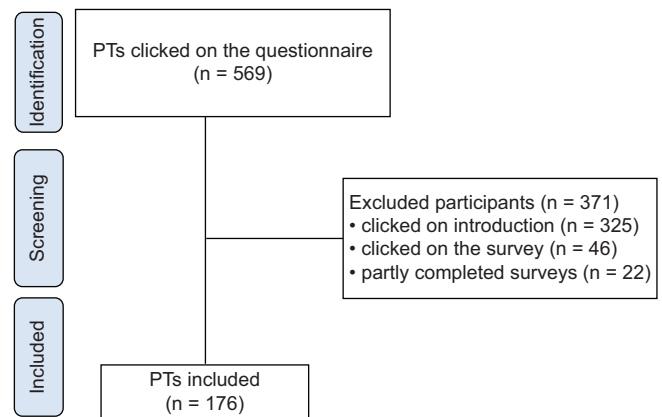 Identification
PTs clicked on the questionnaire
(n = 569)
Screening
Excluded participants (n = 371)
• clicked on introduction (n = 325)
• clicked on the survey (n = 46)
• partly completed surveys (n = 22)
Included
PTs included
(n = 176)